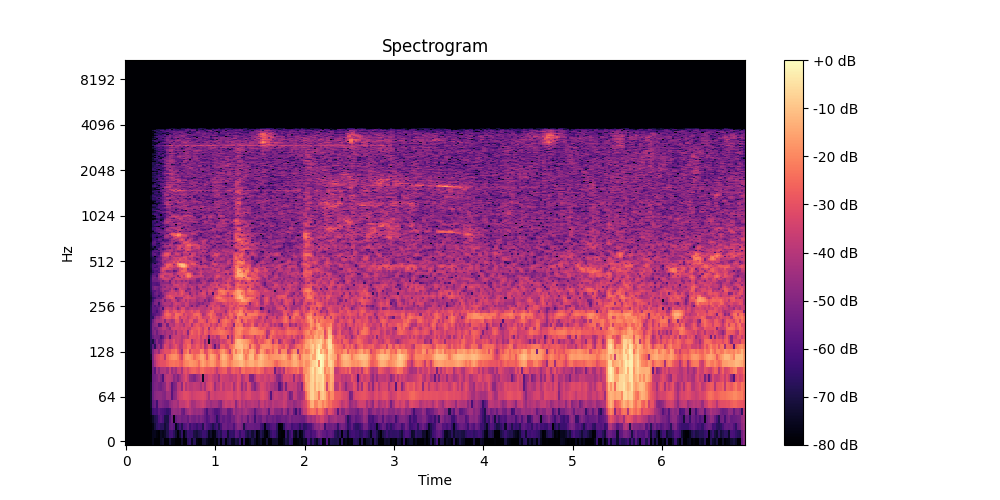 Spectrogram
8192
4096
2048
1024
512
256
128
64
0
Hz
0 1 2 3 4 5 6
Time
+0 dB
-10 dB
-20 dB
-30 dB
-40 dB
-50 dB
-60 dB
-70 dB
-80 dB